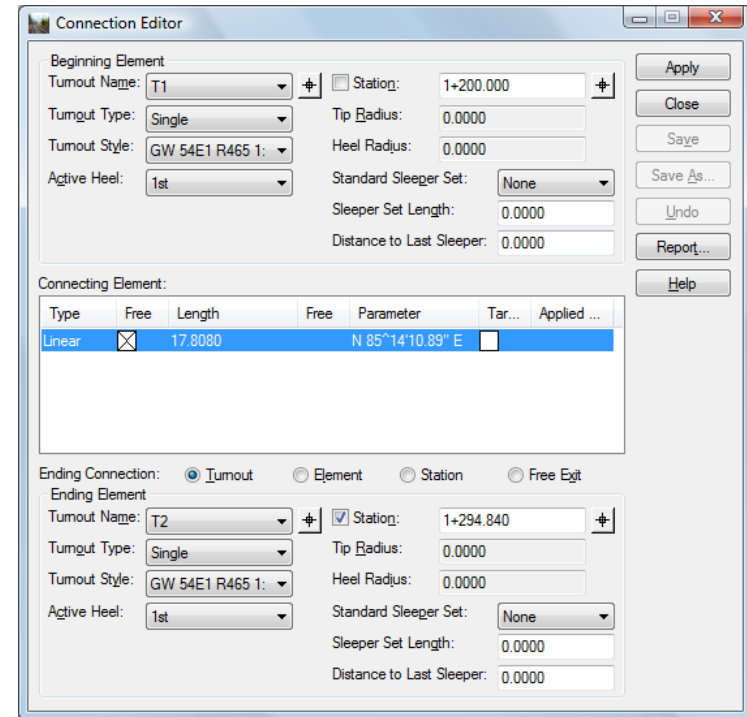 Connection Editor
Beginning Element
Turnout Name: T1 Station: 1+200.000
Turnout Type: Single Tip Radius: 0.0000
Turnout Style: GW 54E1 R465 1: Heel Radius: 0.0000
Active Heel: 1st Standard Sleeper Set: None
Sleeper Set Length: 0.0000
Distance to Last Sleeper: 0.0000
Apply
Close
Save
Save As...
Undo
Report...
Help
Connecting Element:
Type Free Length Free Parameter Tar... Applied ...
Linear 17.8080 N 85^14'10.89" E
Ending Connection: Turnout Element Station Free Exit
Ending Element
Turnout Name: T2 Station: 1+294.840
Turnout Type: Single Tip Radius: 0.0000
Turnout Style: GW 54E1 R465 1: Heel Radius: 0.0000
Active Heel: 1st Standard Sleeper Set: None
Sleeper Set Length: 0.0000
Distance to Last Sleeper: 0.0000